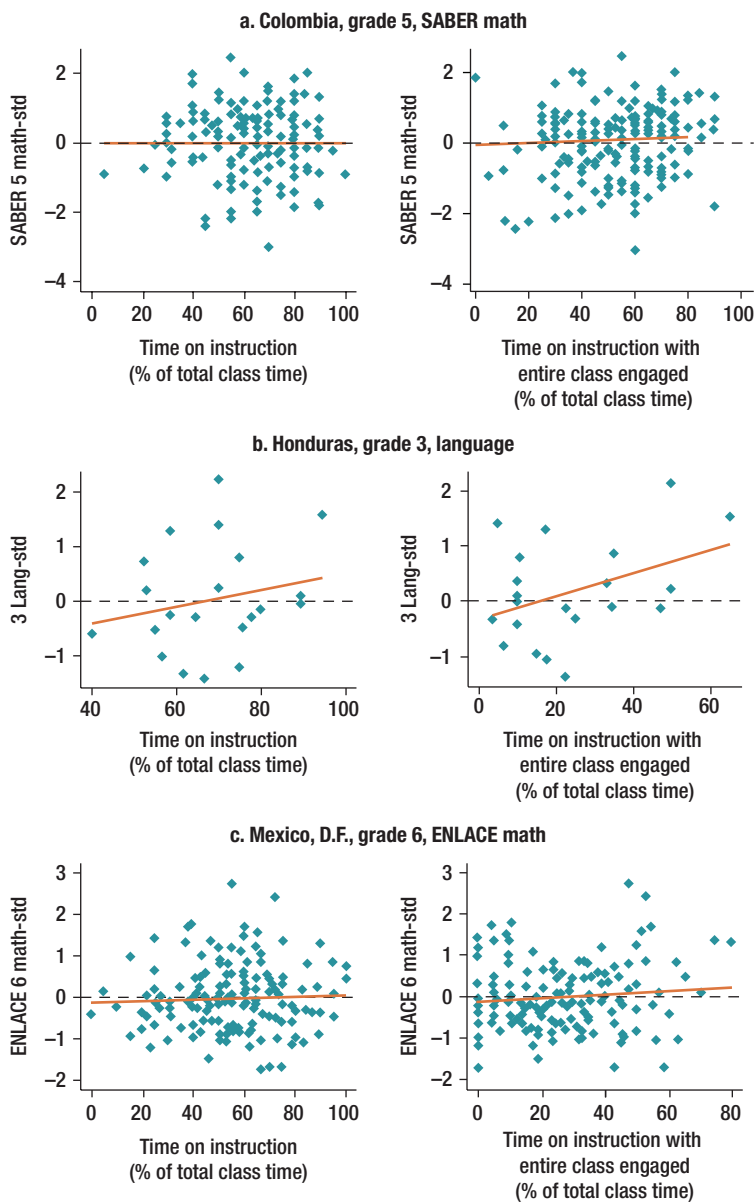 a. Colombia, grade 5, SABER math
SABER 5 math-std
2
0
–2
–4
0 20 40 60 80 100
Time on instruction
(% of total class time)
SABER 5 math-std
2
0
–2
–4
0 20 40 60 80 100
Time on instruction with
entire class engaged
(% of total class time)
b. Honduras, grade 3, language
3 Lang-std
2
1
0
–1
40 60 80 100
Time on instruction
(% of total class time)
3 Lang-std
2
1
0
–1
0 20 40 60
Time on instruction with
entire class engaged
(% of total class time)
c. Mexico, D.F., grade 6, ENLACE math
ENLACE 6 math-std
3
2
1
0
–1
–2
0 20 40 60 80 100
Time on instruction
(% of total class time)
ENLACE 6 math-std
3
2
1
0
–1
–2
0 20 40 60 80
Time on instruction with
entire class engaged
(% of total class time)